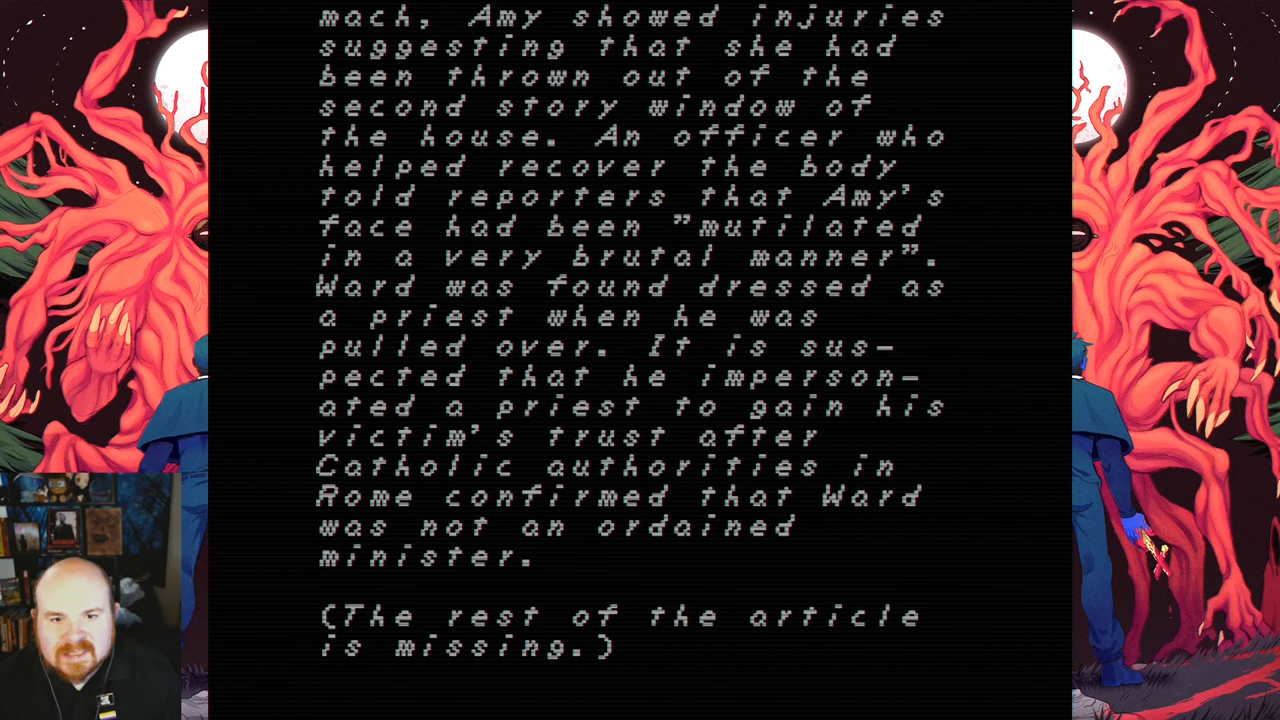 mach, Amy showed injuries
suggesting that she had
been thrown out of the
second story window of
the house. An officer who
helped recover the body
told reporters that Amy's
face had been "mutilated
in a very brutal manner".
Ward was found dressed as
a priest when he was
pulled over. It is sus-
pected that he imperson-
ated a priest to gain his
victim's trust after
Catholic authorities in
Rome confirmed that Ward
was not an ordained
minister.
(The rest of the article
is missing.)